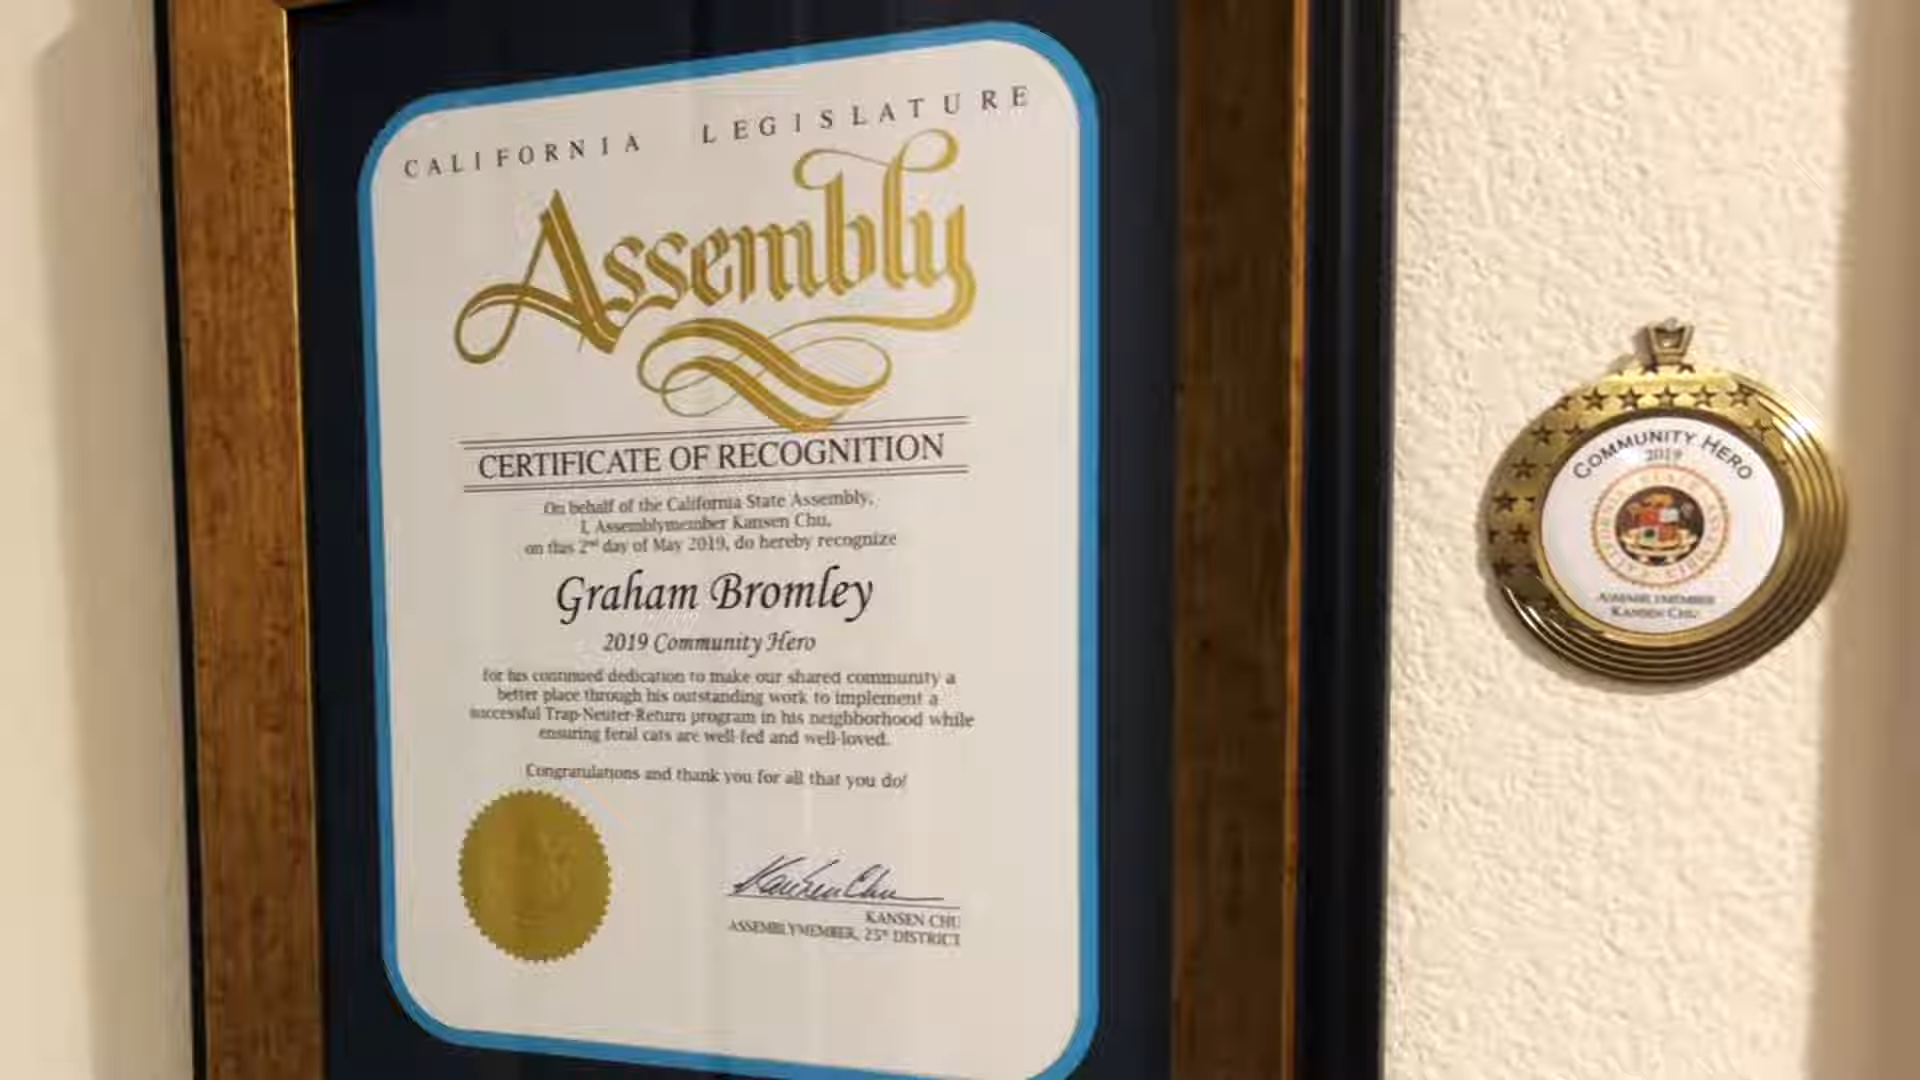 CALIFORNIA LEGISLATURE
Assembly
CERTIFICATE OF RECOGNITION
On behalf of the California State Assembly,
I, Assemblymember Kansen Chu,
on this 2nd day of May 2019, do hereby recognize
Graham Bromley
2019 Community Hero
for his continued dedication to make our shared community a
better place through his outstanding work to implement a
successful Trap-Neuter-Return program in his neighborhood while
ensuring feral cats are well-fed and well-loved.
Congratulations and thank you for all that you do!
Kansen Chu
KANSEN CHU
ASSEMBLYMEMBER, 25th DISTRICT
COMMUNITY HERO
2019
ASSEMBLYMEMBER
KANSEN CHU